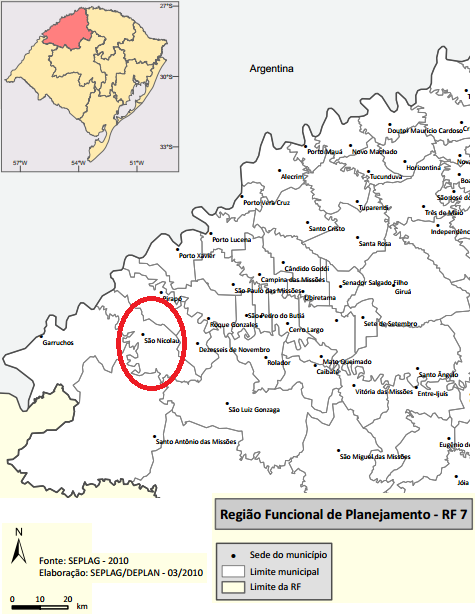 27°S
30°S
33°S
57°W
54°W
51°W
Argentina
Doutor Maurício Cardoso
Porto Mauá
Novo Machado
Horizontina
Alecrim
Tucunduva
Porto Vera Cruz
Tuparendi
São José do
Três de Maio
Independência
Santo Cristo
Santa Rosa
Porto Lucena
Porto Xavier
Cândido Godói
Campina das Missões
São Paulo das Missões
Ubiretama
Senador Salgado Filho
Giruá
Pirapó
Roque Gonzales
São Pedro do Butiá
Cerro Largo
Sete de Setembro
Garruchos
São Nicolau
Dezesseis de Novembro
Rolador
Mato Queimado
Caibaté
Santo Ângelo
Vitória das Missões
Entre-Ijuís
São Luiz Gonzaga
Santo Antônio das Missões
Eugênio de
São Miguel das Missões
Jóia
Região Funcional de Planejamento - RF 7
N
Fonte: SEPLAG - 2010
Elaboração: SEPLAG/DEPLAN - 03/2010
Sede do município
Limite municipal
Limite da RF
0 10 20
km